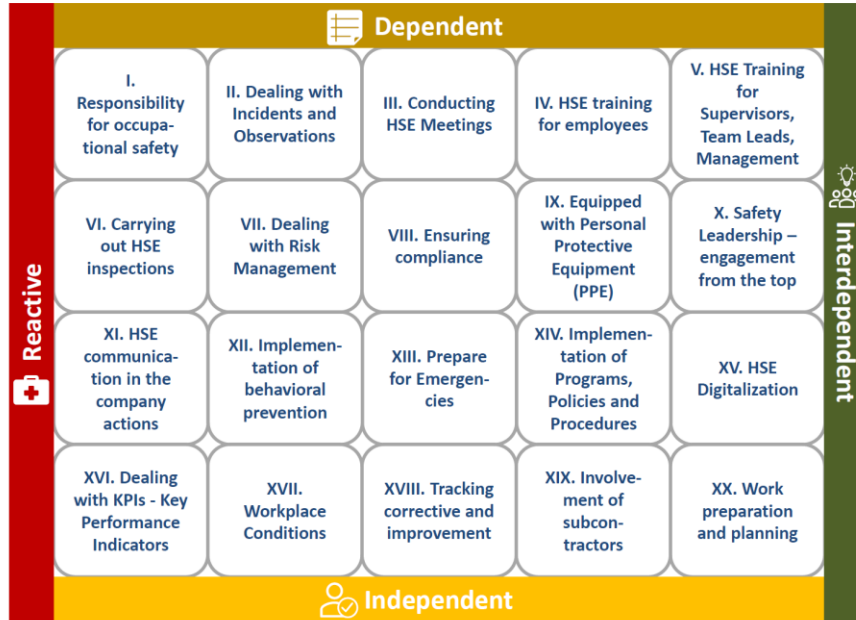 Dependent
Reactive
Interdependent
I.
Responsibility
for occupa-
tional safety
II. Dealing with
Incidents and
Observations
III. Conducting
HSE Meetings
IV. HSE training
for employees
V. HSE Training
for
Supervisors,
Team Leads,
Management
VI. Carrying
out HSE
inspections
VII. Dealing
with Risk
Management
VIII. Ensuring
compliance
IX. Equipped
with Personal
Protective
Equipment
(PPE)
X. Safety
Leadership –
engagement
from the top
XI. HSE
communica-
tion in the
company
actions
XII. Implemen-
tation of
behavioral
prevention
XIII. Prepare
for Emergen-
cies
XIV. Implemen-
tation of
Programs,
Policies and
Procedures
XV. HSE
Digitalization
XVI. Dealing
with KPIs - Key
Performance
Indicators
XVII.
Workplace
Conditions
XVIII. Tracking
corrective and
improvement
XIX. Involve-
ment of
subcon-
tractors
XX. Work
preparation
and planning
Independent